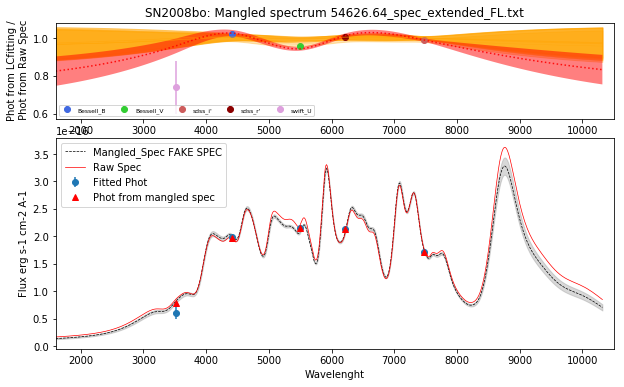 SN2008bo: Mangled spectrum 54626.64_spec_extended_FL.txt
Phot from LCfitting /
Phot from Raw Spec
1.0
0.8
0.6
Bessell_B
Bessell_V
sdss_i'
sdss_r'
swift_U
2000
3000
4000
5000
6000
7000
8000
9000
10000
Flux erg s-1 cm-2 A-1
3.5
3.0
2.5
2.0
1.5
1.0
0.5
0.0
Mangled_Spec FAKE SPEC
Raw Spec
Fitted Phot
Phot from mangled spec
2000
3000
4000
5000
6000
7000
8000
9000
10000
Wavelenght